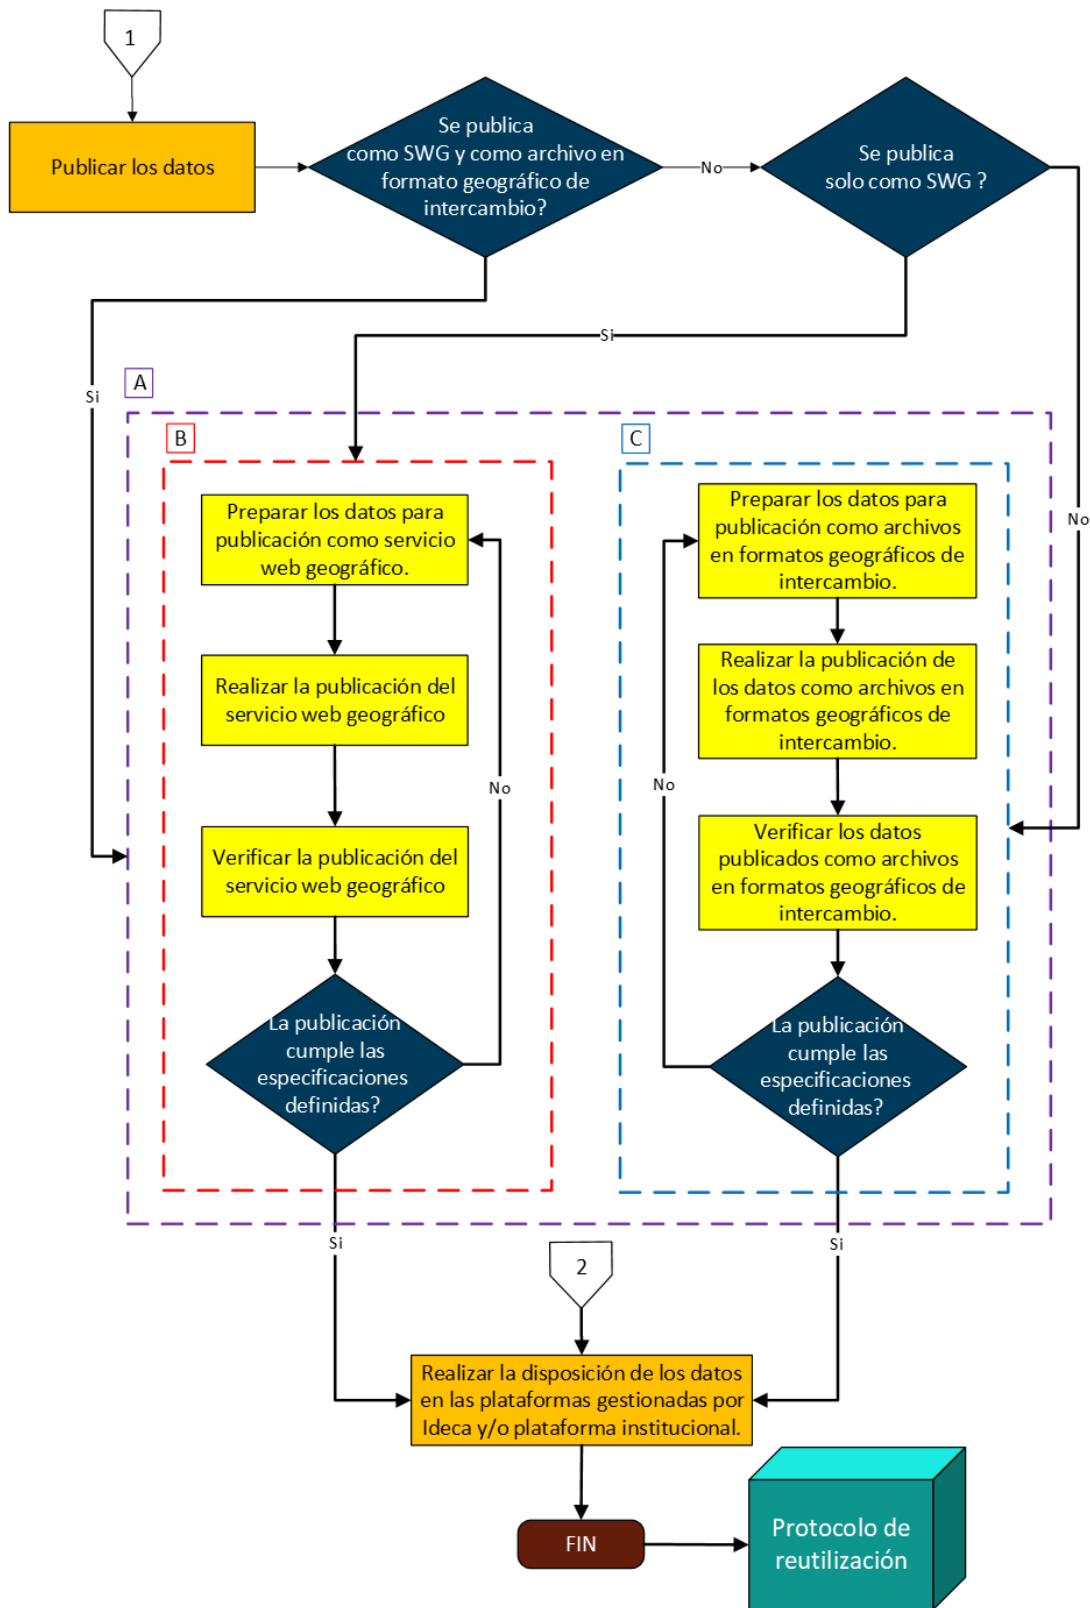 1
Publicar los datos
Se publica
como SWG y como archivo en
formato geográfico de
intercambio?
No
Se publica
solo como SWG ?
Si
Si
No
A
B
Preparar los datos para
publicación como servicio
web geográfico.
Realizar la publicación del
servicio web geográfico
No
Verificar la publicación del
servicio web geográfico
La publicación
cumple las
especificaciones
definidas?
Si
C
Preparar los datos para
publicación como archivos
en formatos geográficos de
intercambio.
Realizar la publicación de
los datos como archivos en
formatos geográficos de
intercambio.
No
Verificar los datos
publicados como archivos
en formatos geográficos de
intercambio.
La publicación
cumple las
especificaciones
definidas?
Si
2
Realizar la disposición de los datos
en las plataformas gestionadas por
Ideca y/o plataforma institucional.
FIN
Protocolo de
reutilización